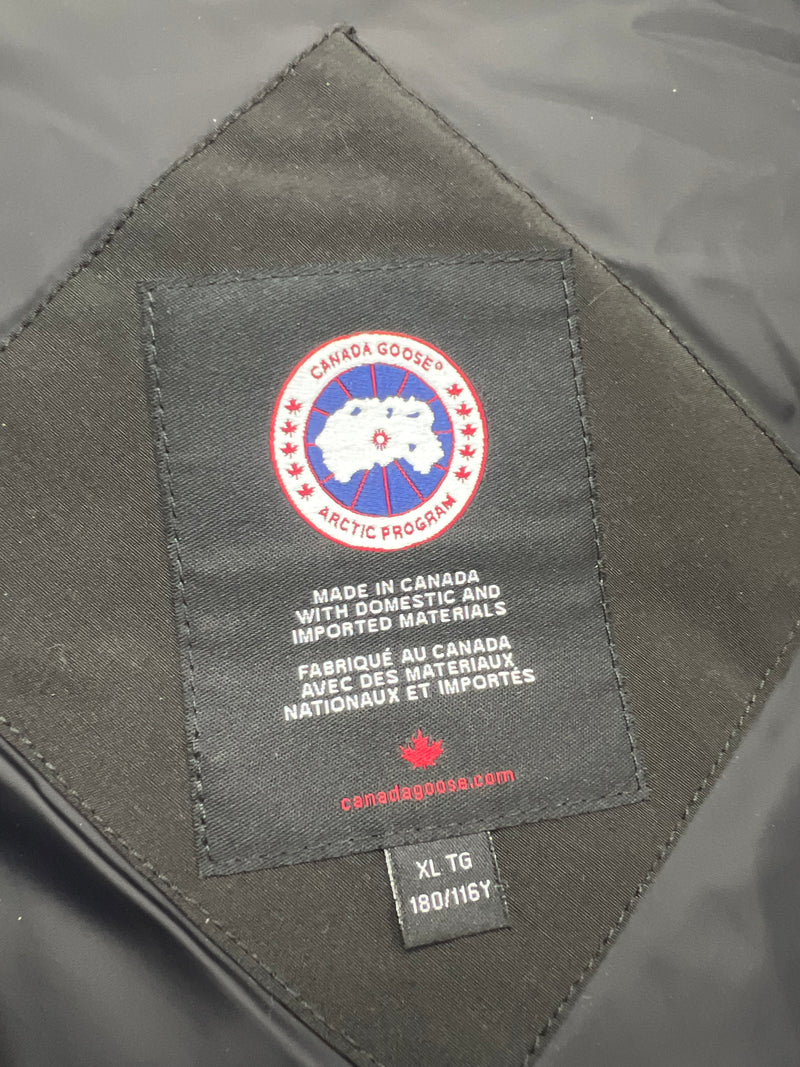 CANADA GOOSE®
ARCTIC PROGRAM
MADE IN CANADA
WITH DOMESTIC AND
IMPORTED MATERIALS
FABRIQUÉ AU CANADA
AVEC DES MATERIAUX
NATIONAUX ET IMPORTÉS
canadagoose.com
XL TG
180/116Y